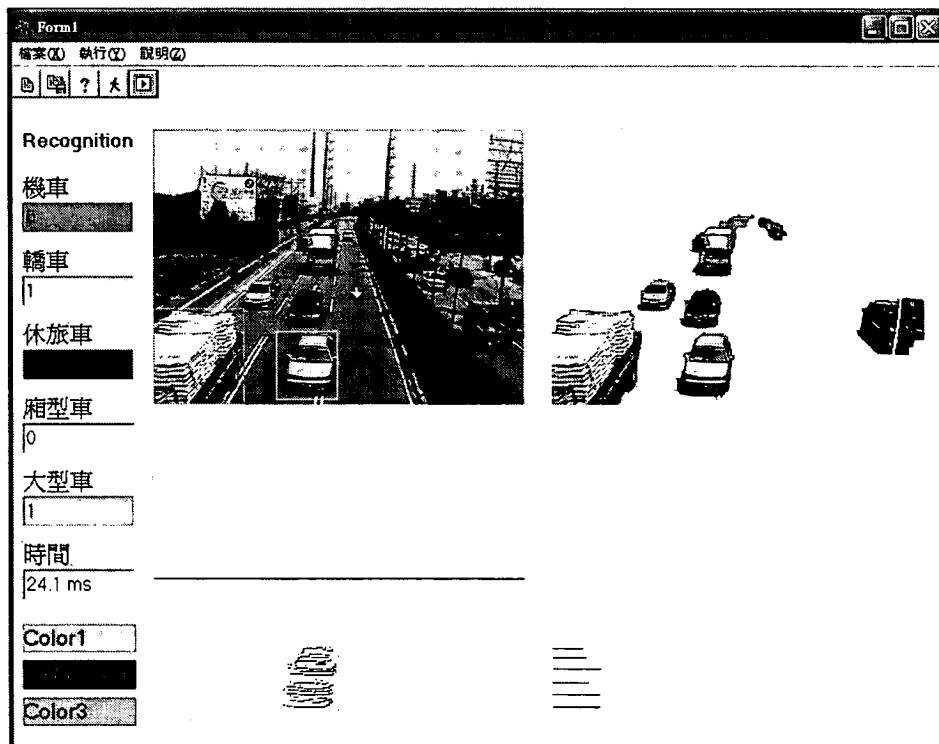 Form1
檔案(X) 執行(Y) 說明(Z)
?
Recognition
機車
轎車
1
休旅車
廂型車
0
大型車
1
時間
24.1 ms
Color1
Color3